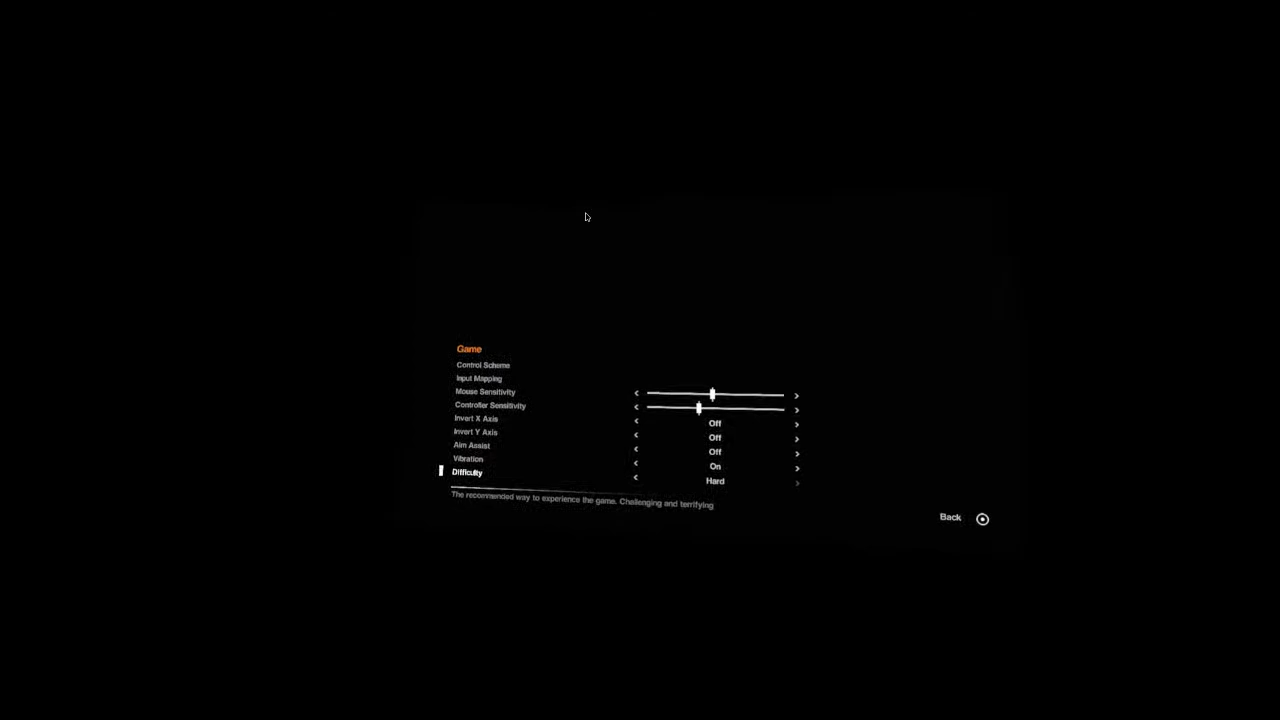 Game
Control Scheme
Input Mapping
Mouse Sensitivity
Controller Sensitivity
Invert X Axis Off
Invert Y Axis Off
Aim Assist Off
Vibration On
Difficulty Hard
The recommended way to experience the game. Challenging and terrifying
Back